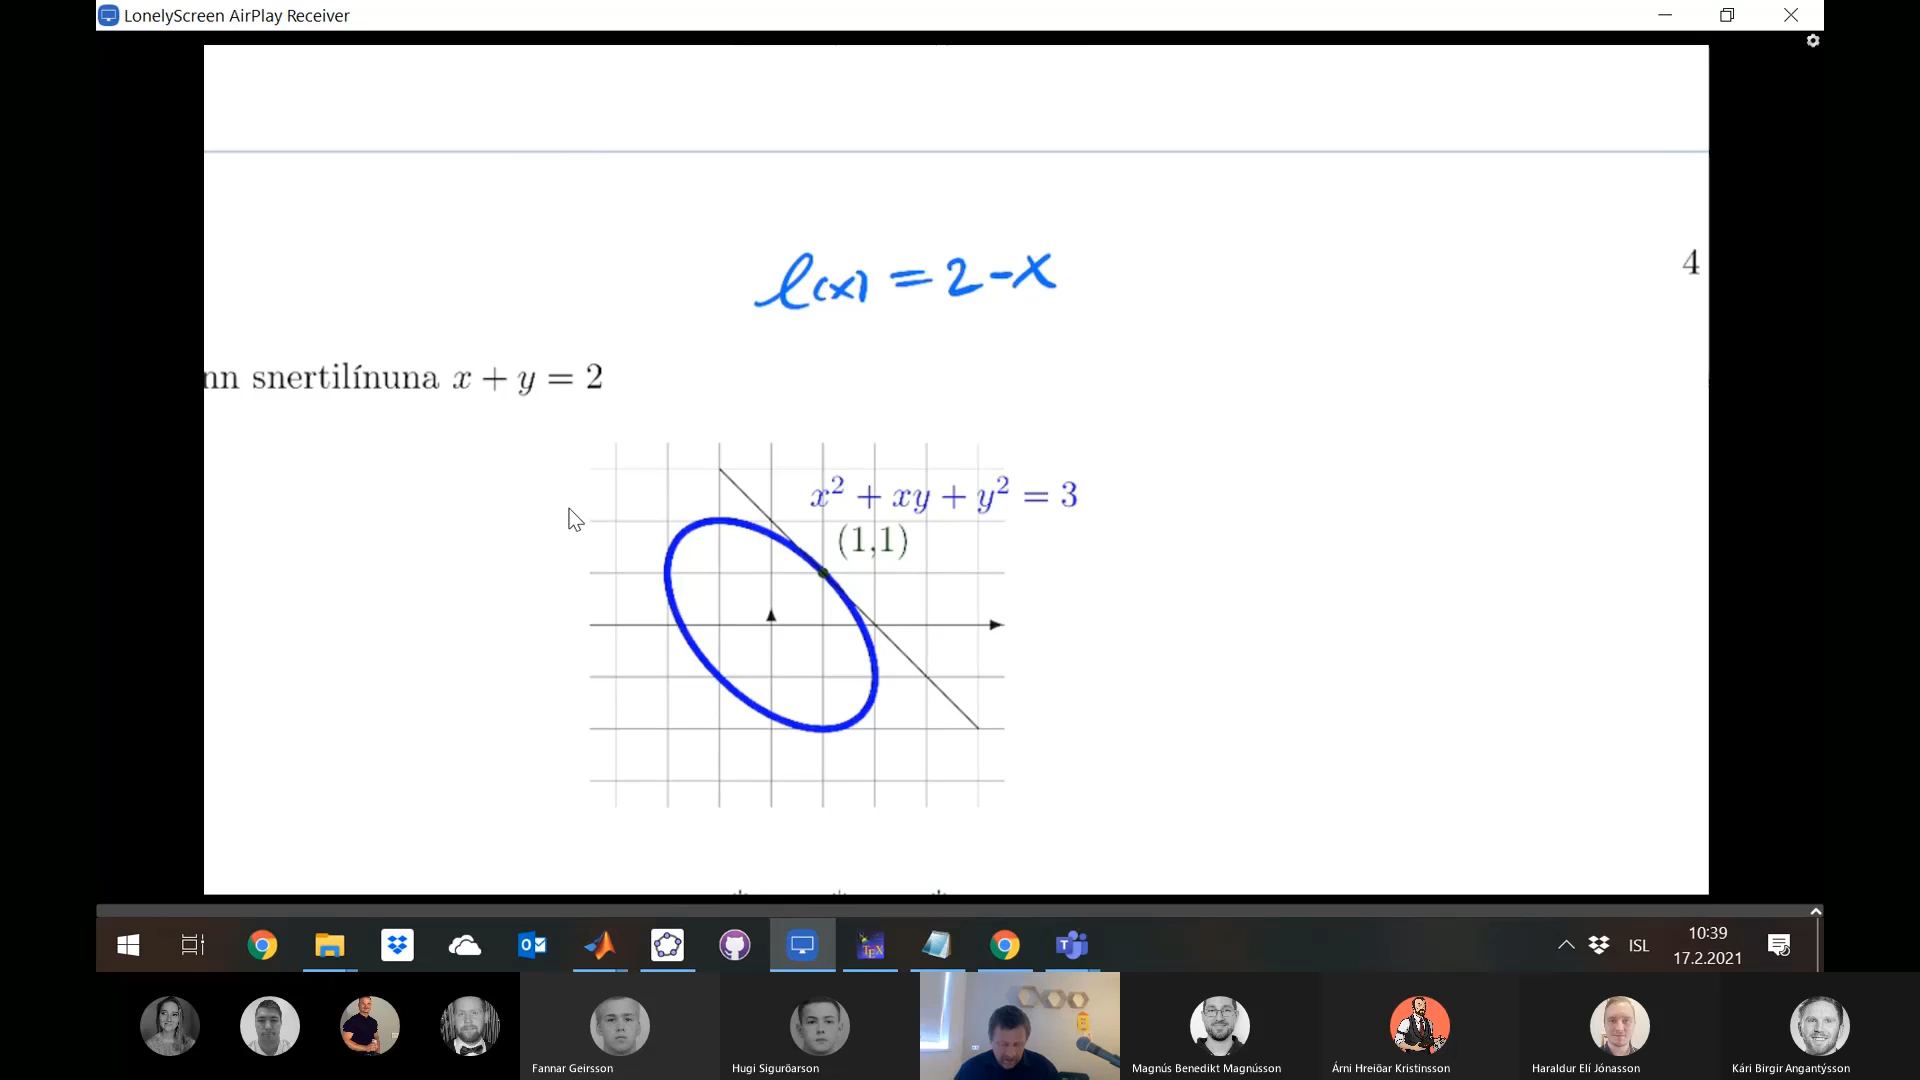 LonelyScreen AirPlay Receiver
l(x) = 2 - x
4
nn snertilínuna x + y = 2
x² + xy + y² = 3
(1,1)
ISL
10:39
17.2.2021
Fannar Geirsson
Hugi Sigurðarson
Magnús Benedikt Magnússon
Árni Hreiðar Kristinsson
Haraldur Elí Jónasson
Kári Birgir Angantýsson